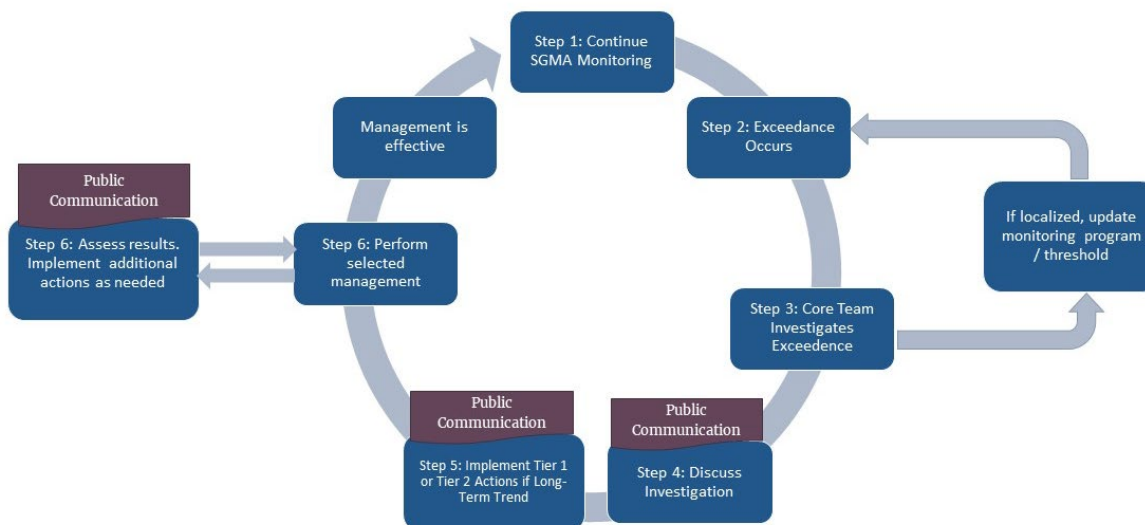 Step 1: Continue
SGMA Monitoring
Step 2: Exceedance
Occurs
If localized, update
monitoring program
/ threshold
Step 3: Core Team
Investigates
Exceedence
Public
Communication
Step 4: Discuss
Investigation
Public
Communication
Step 5: Implement Tier 1
or Tier 2 Actions if Long-
Term Trend
Step 6: Perform
selected
management
Public
Communication
Step 6: Assess results.
Implement additional
actions as needed
Management is
effective